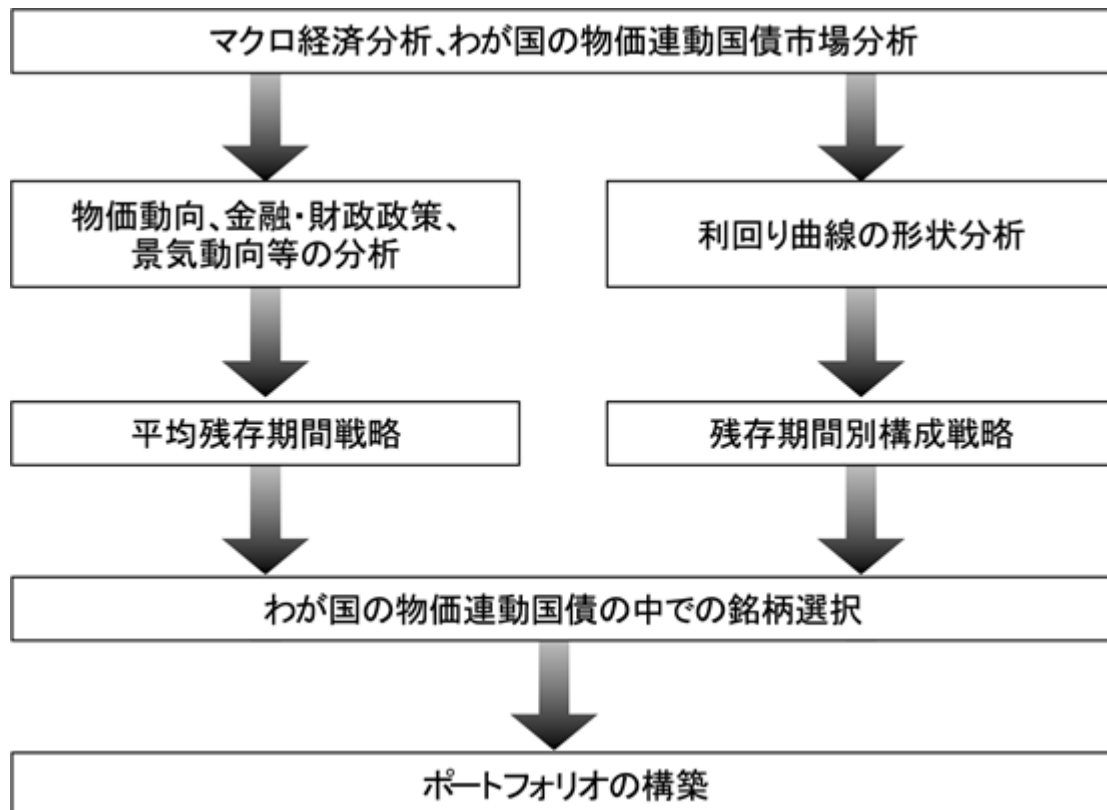 マクロ経済分析、わが国の物価連動国債市場分析
物価動向、金融・財政政策、
景気動向等の分析
利回り曲線の形状分析
平均残存期間戦略
残存期間別構成戦略
わが国の物価連動国債の中での銘柄選択
ポートフォリオの構築